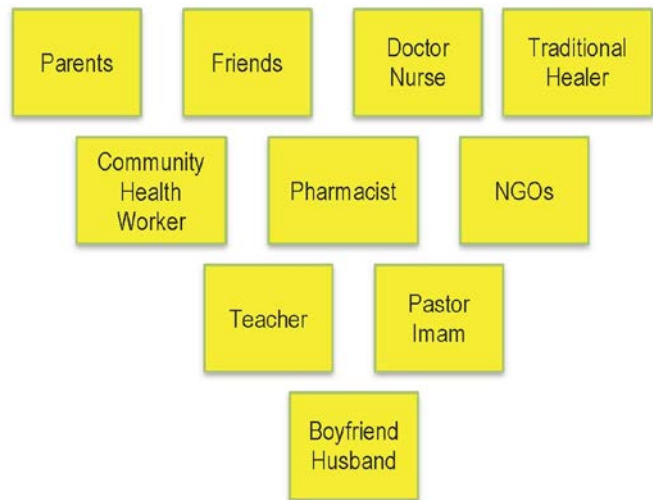 Parents
Friends
Doctor
Nurse
Traditional
Healer
Community
Health
Worker
Pharmacist
NGOs
Teacher
Pastor
Imam
Boyfriend
Husband